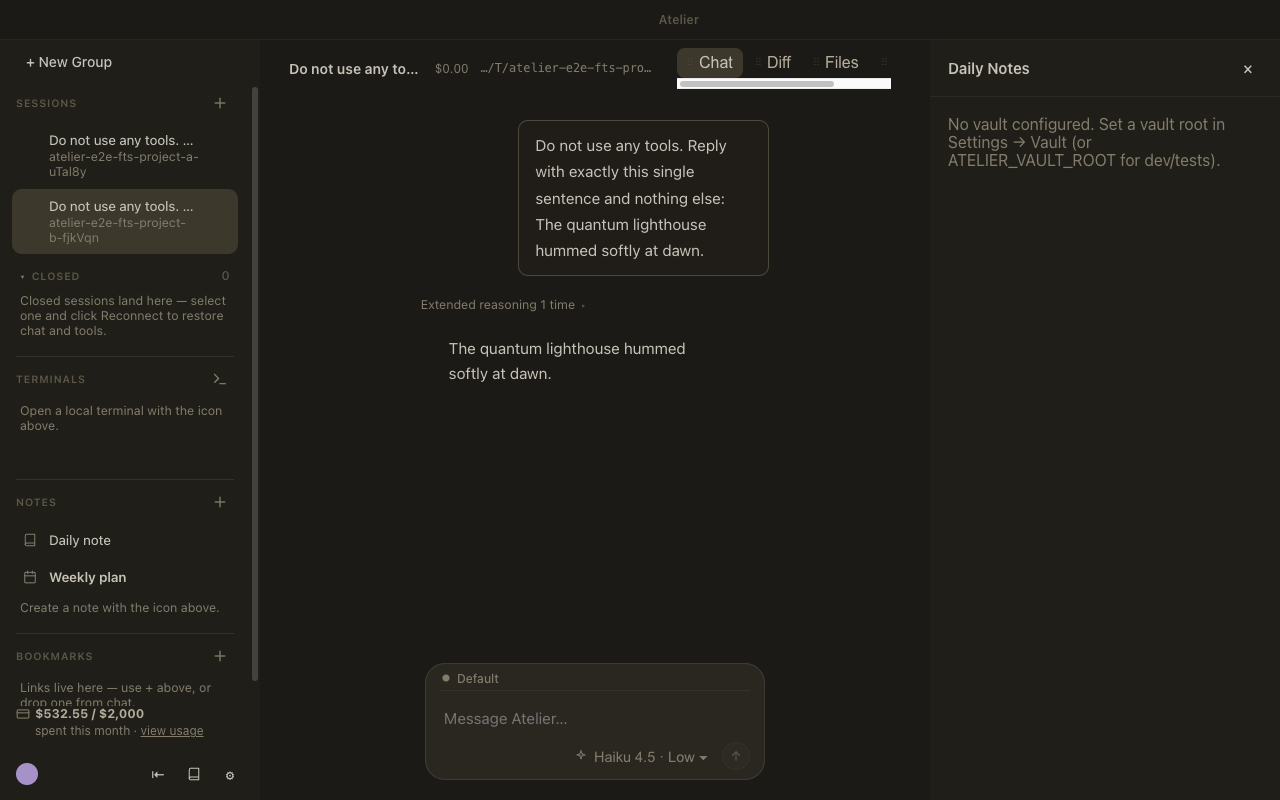 Atelier
+ New Group
SESSIONS
Do not use any tools. ...
atelier-e2e-fts-project-a-
uTal8y
Do not use any tools. ...
atelier-e2e-fts-project-
b-fjkVqn
CLOSED
0
Closed sessions land here — select
one and click Reconnect to restore
chat and tools.
TERMINALS
Open a local terminal with the icon
above.
NOTES
Daily note
Weekly plan
Create a note with the icon above.
BOOKMARKS
Links live here — use + above, or
drop one from chat.
$532.55 / $2,000
spent this month · view usage
Do not use any to...
$0.00
…/T/atelier-e2e-fts-pro…
Chat
Diff
Files
Do not use any tools. Reply
with exactly this single
sentence and nothing else:
The quantum lighthouse
hummed softly at dawn.
Extended reasoning 1 time
The quantum lighthouse hummed
softly at dawn.
Default
Message Atelier...
Haiku 4.5 · Low
Daily Notes
×
No vault configured. Set a vault root in
Settings → Vault (or
ATELIER_VAULT_ROOT for dev/tests).